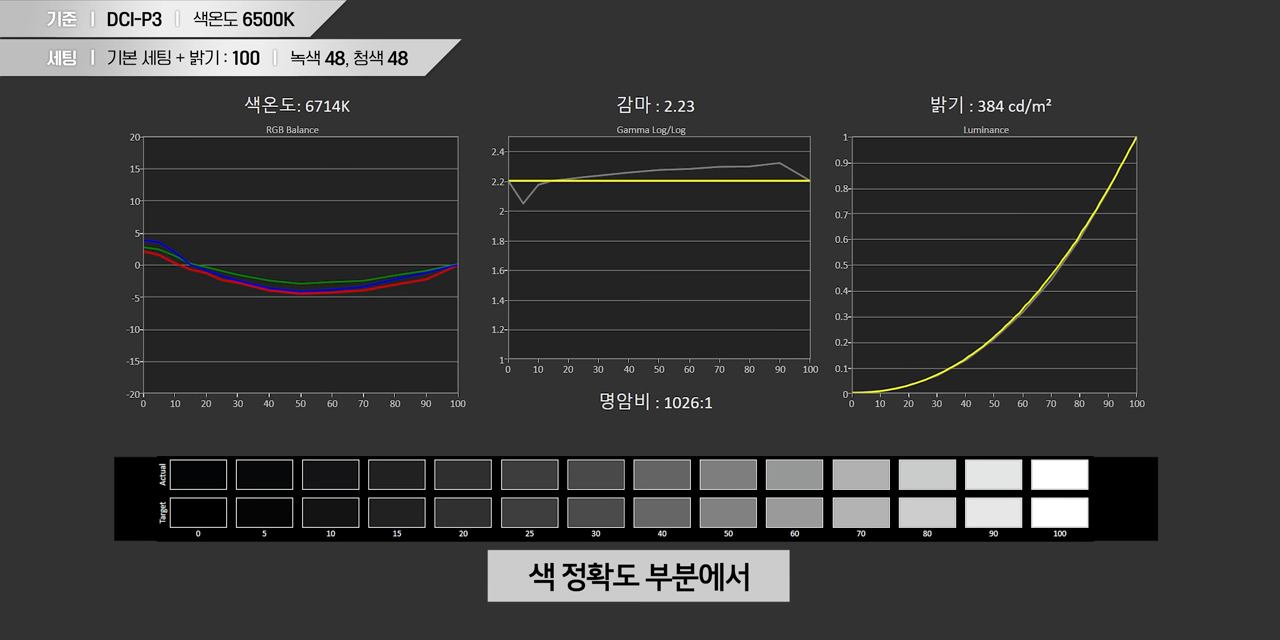 기준 | DCI-P3 | 색온도 6500K
세팅 | 기본 세팅 + 밝기 : 100 | 녹색 48, 청색 48
색온도: 6714K
RGB Balance
20
15
10
5
0
-5
-10
-15
-20
0 10 20 30 40 50 60 70 80 90 100
감마 : 2.23
Gamma Log/Log
2.4
2.2
2
1.8
1.6
1.4
1.2
1
0 10 20 30 40 50 60 70 80 90 100
명암비 : 1026:1
밝기 : 384 cd/m²
Luminance
1
0.9
0.8
0.7
0.6
0.5
0.4
0.3
0.2
0.1
0
0 10 20 30 40 50 60 70 80 90 100
Actual
Target
0 5 10 15 20 25 30 40 50 60 70 80 90 100
색 정확도 부분에서